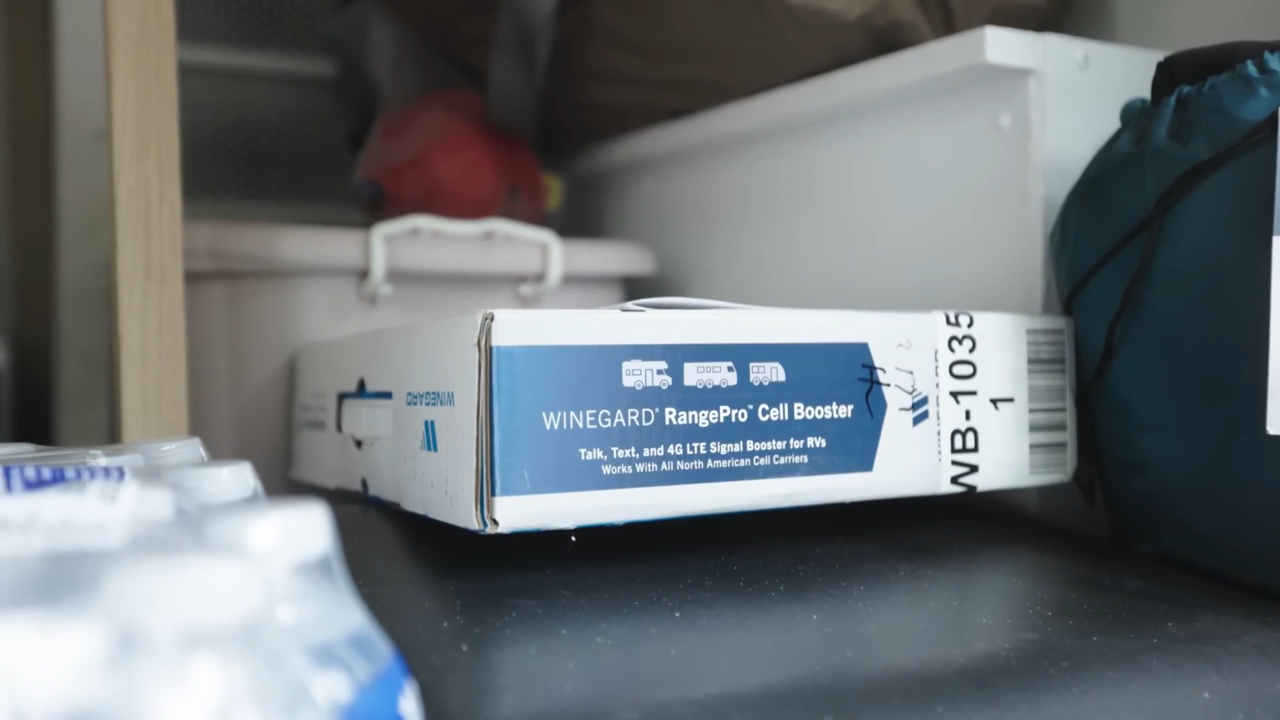 WINEGARD® RangePro™ Cell Booster
Talk, Text, and 4G LTE Signal Booster for RVs
Works With All North American Cell Carriers
WINEGARD
WB-1035
1
WINEGARD